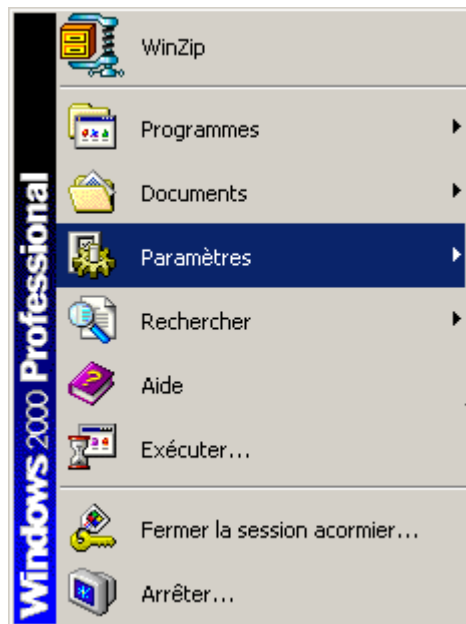 WinZip
Programmes
Documents
Paramètres
Rechercher
Aide
Exécuter...
Fermer la session acormier...
Arrêter...
Windows 2000 Professional